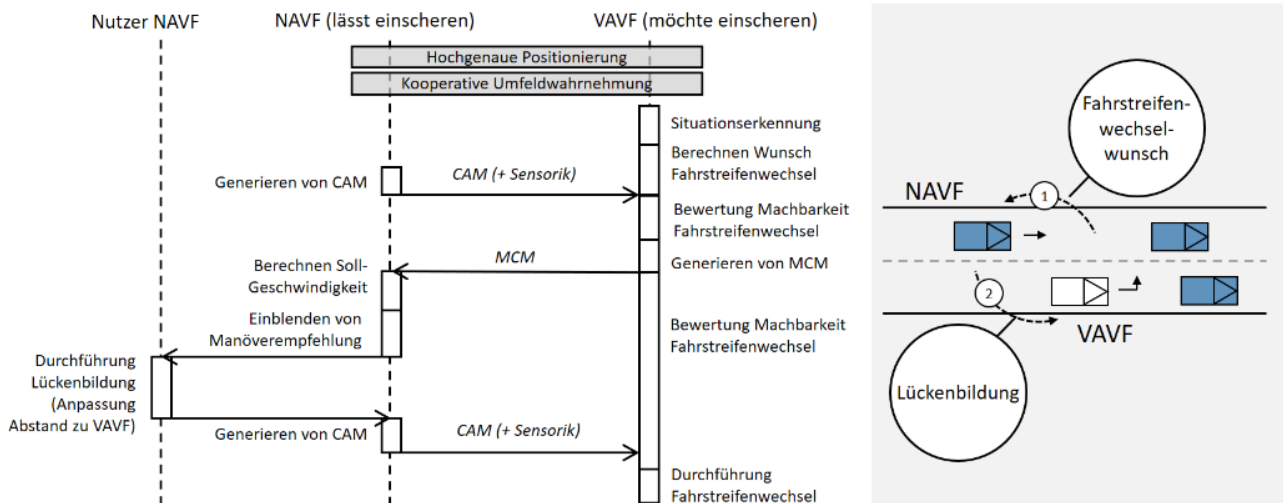 Nutzer NAVF
NAVF (lässt einscheren)
VAVF (möchte einscheren)
Hochgenaue Positionierung
Kooperative Umfeldwahrnehmung
Situationserkennung
Berechnen Wunsch
Fahrstreifenwechsel
Generieren von CAM
CAM (+ Sensorik)
Bewertung Machbarkeit
Fahrstreifenwechsel
MCM
Generieren von MCM
Berechnen Soll-
Geschwindigkeit
Einblenden von
Manöverempfehlung
Bewertung Machbarkeit
Fahrstreifenwechsel
Durchführung
Lückenbildung
(Anpassung
Abstand zu VAVF)
Generieren von CAM
CAM (+ Sensorik)
Durchführung
Fahrstreifenwechsel
Fahrstreifen-
wechsel-
wunsch
NAVF
1
2
VAVF
Lückenbildung